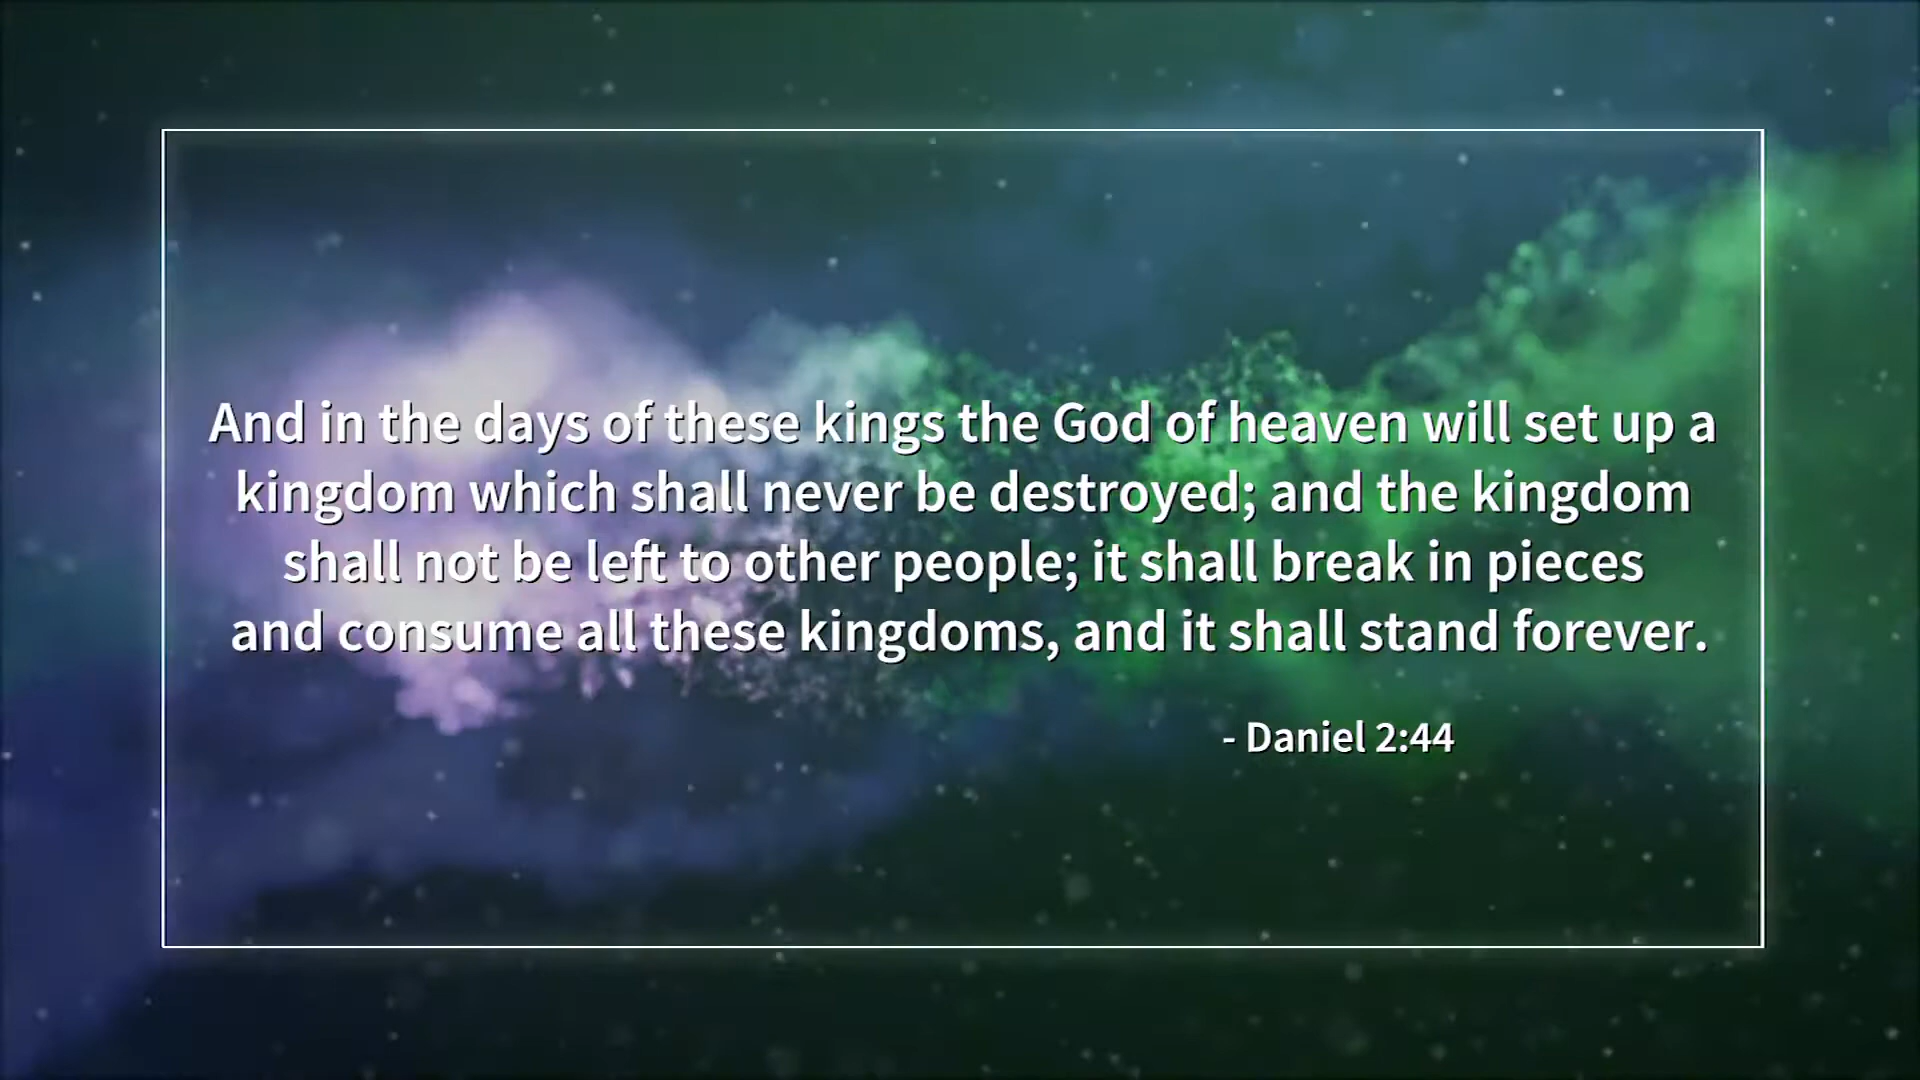 And in the days of these kings the God of heaven will set up a
kingdom which shall never be destroyed; and the kingdom
shall not be left to other people; it shall break in pieces
and consume all these kingdoms, and it shall stand forever.
- Daniel 2:44